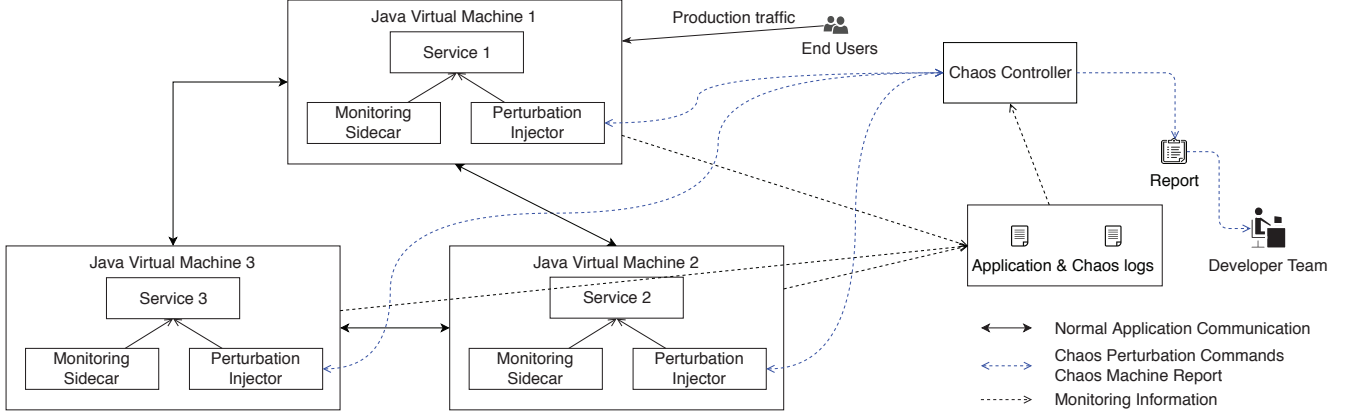 Java Virtual Machine 1
Service 1
Monitoring
Sidecar
Perturbation
Injector
Production traffic
End Users
Chaos Controller
Report
Application & Chaos logs
Developer Team
Java Virtual Machine 3
Service 3
Monitoring
Sidecar
Perturbation
Injector
Java Virtual Machine 2
Service 2
Monitoring
Sidecar
Perturbation
Injector
Normal Application Communication
Chaos Perturbation Commands
Chaos Machine Report
Monitoring Information